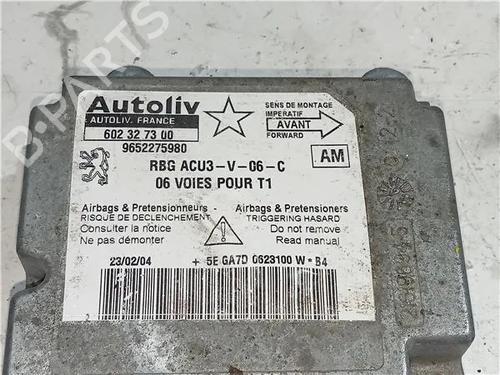 Autoliv
AUTOLIV. FRANCE
602 32 73 00
9652275980
SENS DE MONTAGE
IMPERATIF
AVANT
FORWARD
RBG ACU3-V-06-C
AM
06 VOIES POUR T1
Airbags & Pretensionneurs - Airbags & Pretensioners
RISQUE DE DECLENCHEMENT TRIGGERING HASARD
Consulter la notice Do not remove
Ne pas démonter Read manual
23/02/04 + 5E GA7D 0623100 W * B4
B-PARTS